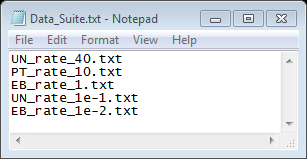 Data_Suite.txt - Notepad
File Edit Format View Help
UN_rate_40.txt
PT_rate_10.txt
EB_rate_1.txt
UN_rate_1e-1.txt
EB_rate_1e-2.txt